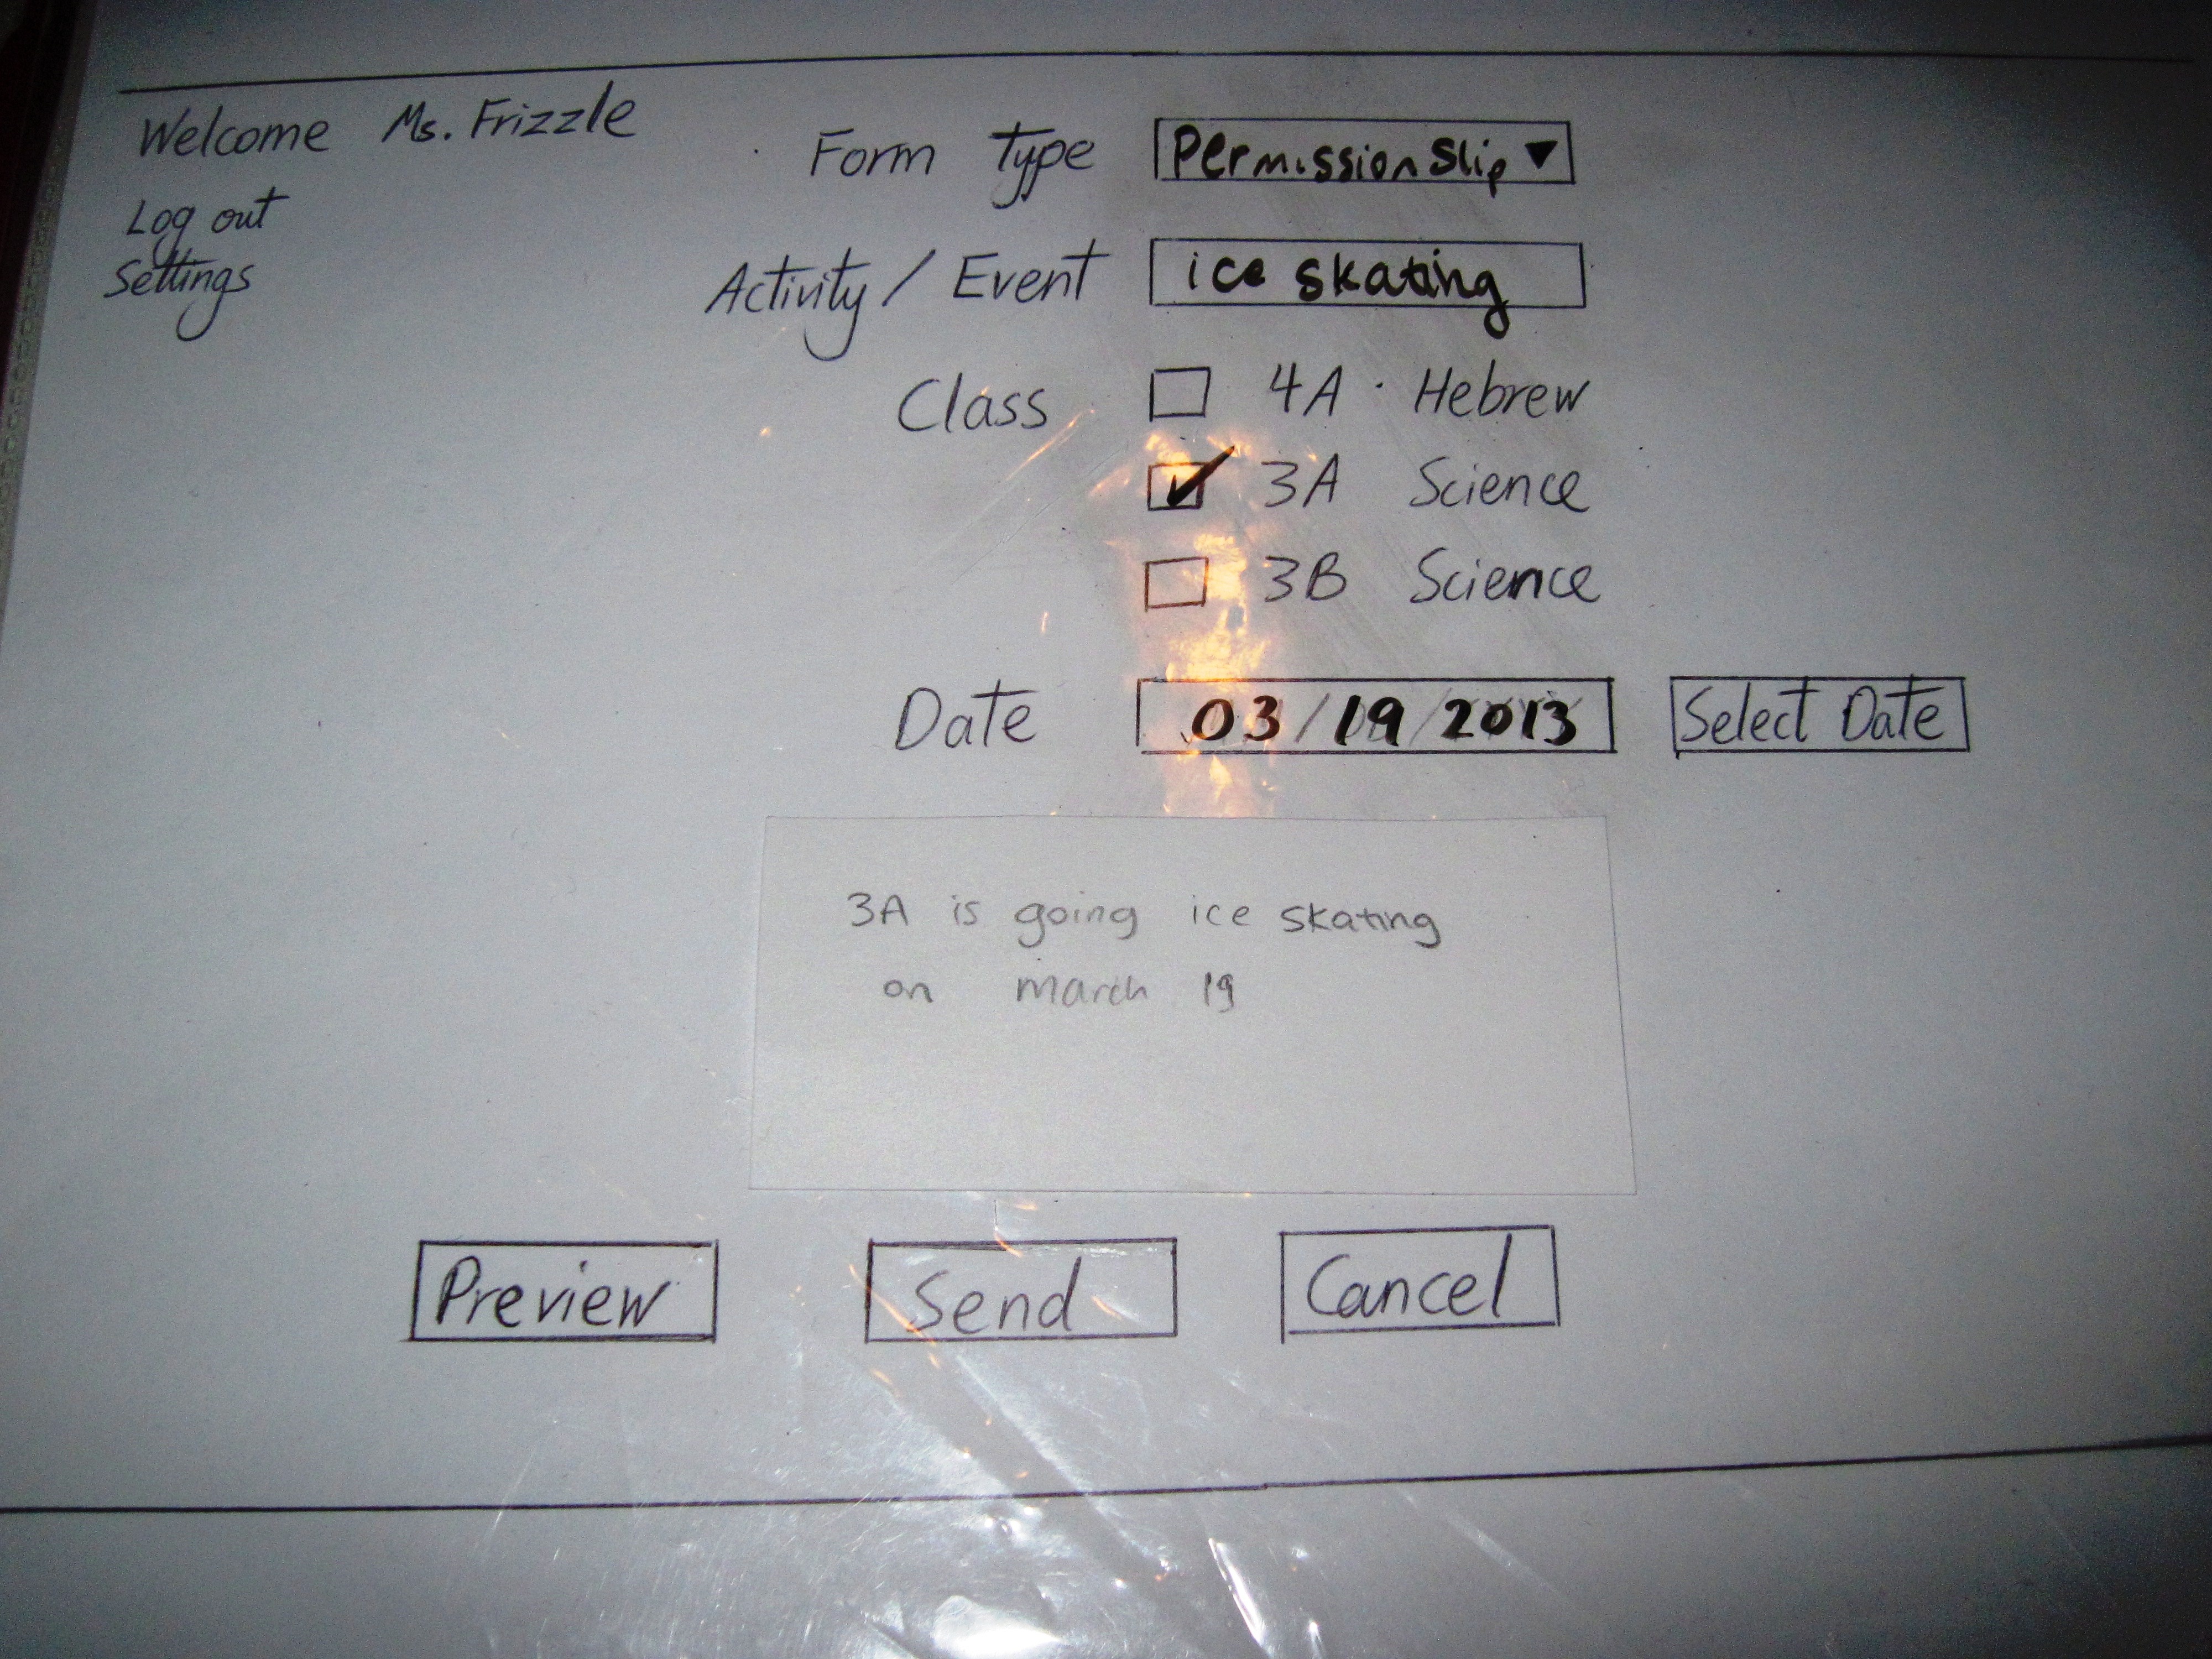 Welcome Ms. Frizzle
Log out
Settings
Form Type Permission Slip
Activity / Event ice skating
Class 4A Hebrew
3A Science
3B Science
Date 03/19/2013 Select Date
3A is going ice skating
on march 19
Preview Send Cancel